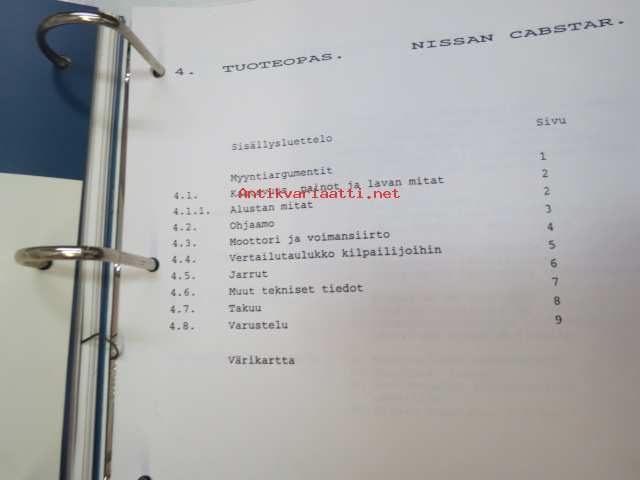 4. TUOTEOPAS. NISSAN CABSTAR.
Sisällysluettelo Sivu
Myyntiargumentit 1
4.1. painot ja lavan mitat 2
Antikvariaatti.net
4.1.1. Alustan mitat 2
4.2. Ohjaamo 3
4.3. Moottori ja voimansiirto 4
4.4. Vertailutaulukko kilpailijoihin 5
4.5. Jarrut 6
4.6. Muut tekniset tiedot 7
4.7. Takuu 8
4.8. Varustelu 9
Värikartta